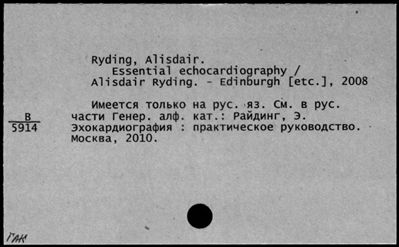 Ryding, Alisdair.
Essential echocardiography /
Alisdair Ryding. - Edinburgh [etc.], 2008
Имеется только на рус. яз. См. в рус.
части Генер. алф. кат.: Райдинг, Э.
Эхокардиография : практическое руководство.
Москва, 2010.
В
5914
ГАК